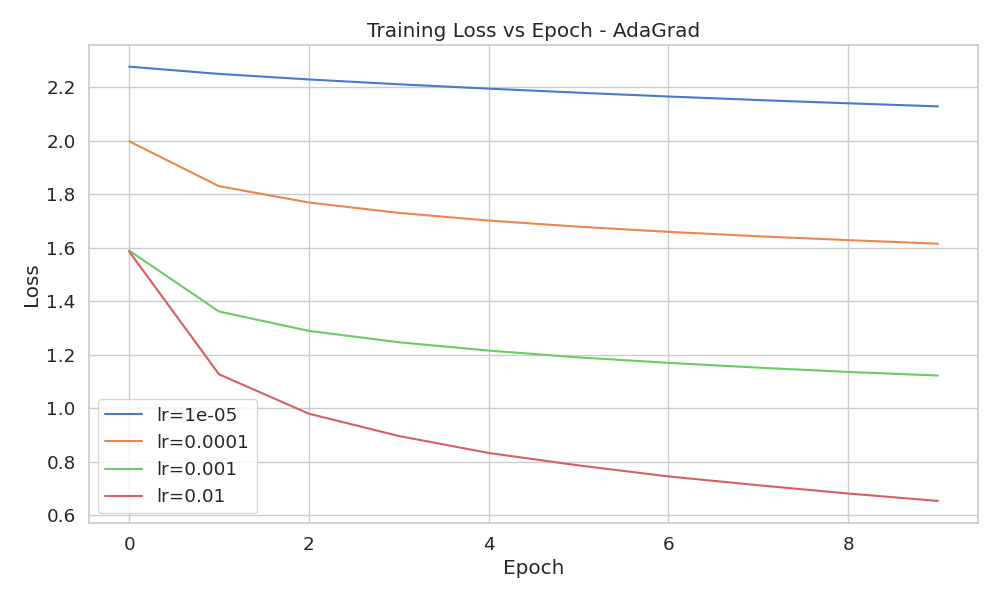 Training Loss vs Epoch - AdaGrad
Loss
2.2
2.0
1.8
1.6
1.4
1.2
1.0
0.8
0.6
lr=1e-05
lr=0.0001
lr=0.001
lr=0.01
0 2 4 6 8
Epoch